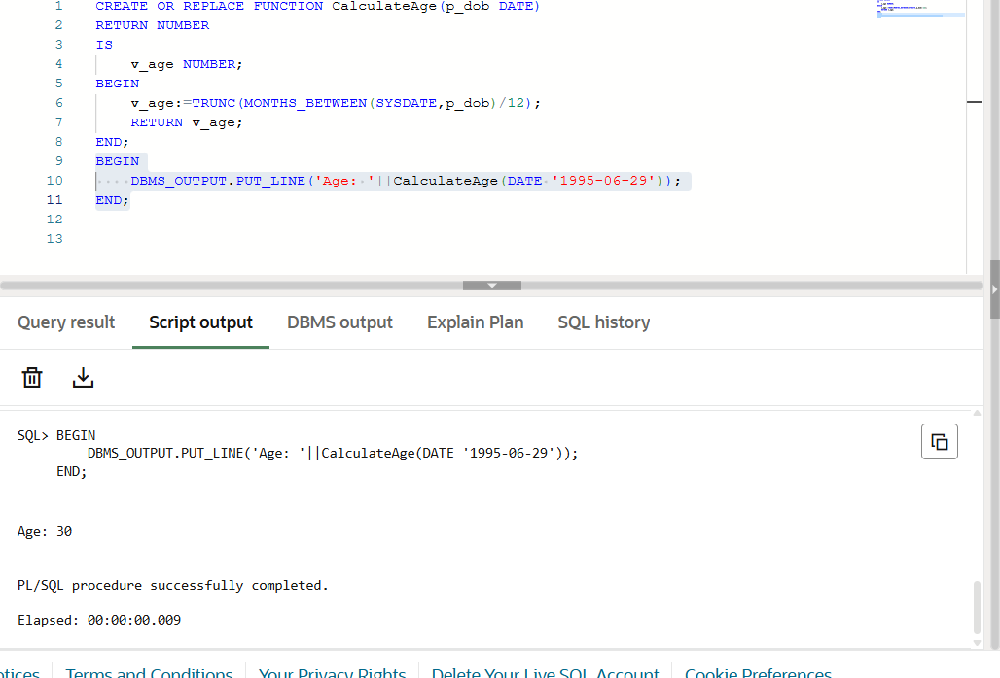 1 CREATE OR REPLACE FUNCTION CalculateAge(p_dob DATE)
2 RETURN NUMBER
3 IS
4 v_age NUMBER;
5 BEGIN
6 v_age:=TRUNC(MONTHS_BETWEEN(SYSDATE,p_dob)/12);
7 RETURN v_age;
8 END;
9 BEGIN
10 DBMS_OUTPUT.PUT_LINE('Age: '||CalculateAge(DATE '1995-06-29'));
11 END;
12
13
Query result Script output DBMS output Explain Plan SQL history
SQL> BEGIN
DBMS_OUTPUT.PUT_LINE('Age: '||CalculateAge(DATE '1995-06-29'));
END;
Age: 30
PL/SQL procedure successfully completed.
Elapsed: 00:00:00.009
Terms and Conditions Your Privacy Rights Delete Your Live SQL Account Cookie Preferences